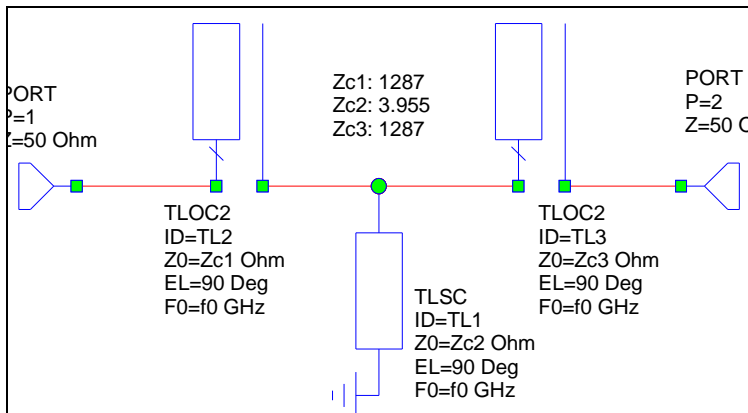 PORT
P=1
Z=50 Ohm
Zc1: 1287
Zc2: 3.955
Zc3: 1287
PORT
P=2
Z=50 O
TLOC2
ID=TL2
Z0=Zc1 Ohm
EL=90 Deg
F0=f0 GHz
TLSC
ID=TL1
Z0=Zc2 Ohm
EL=90 Deg
F0=f0 GHz
TLOC2
ID=TL3
Z0=Zc3 Ohm
EL=90 Deg
F0=f0 GHz